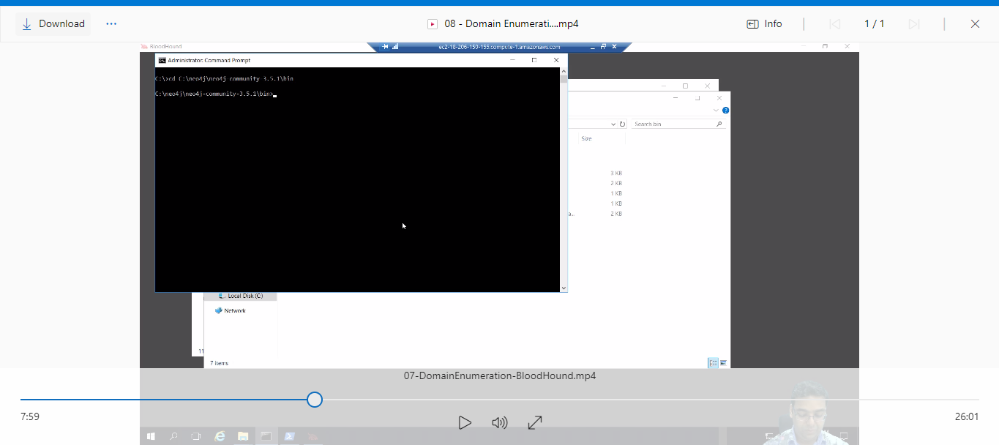 Download
08 - Domain Enumerati....mp4
Info
1 / 1
BloodHound
ec2-18-206-150-155.compute-1.amazonaws.com
Administrator: Command Prompt
C:\>cd C:\neo4j\neo4j-community-3.5.1\bin
C:\neo4j\neo4j-community-3.5.1\bin>
Search bin
Size
3 KB
2 KB
1 KB
1 KB
a... 2 KB
Local Disk (C:)
Network
11
7 items
07-DomainEnumeration-BloodHound.mp4
7:59
26:01